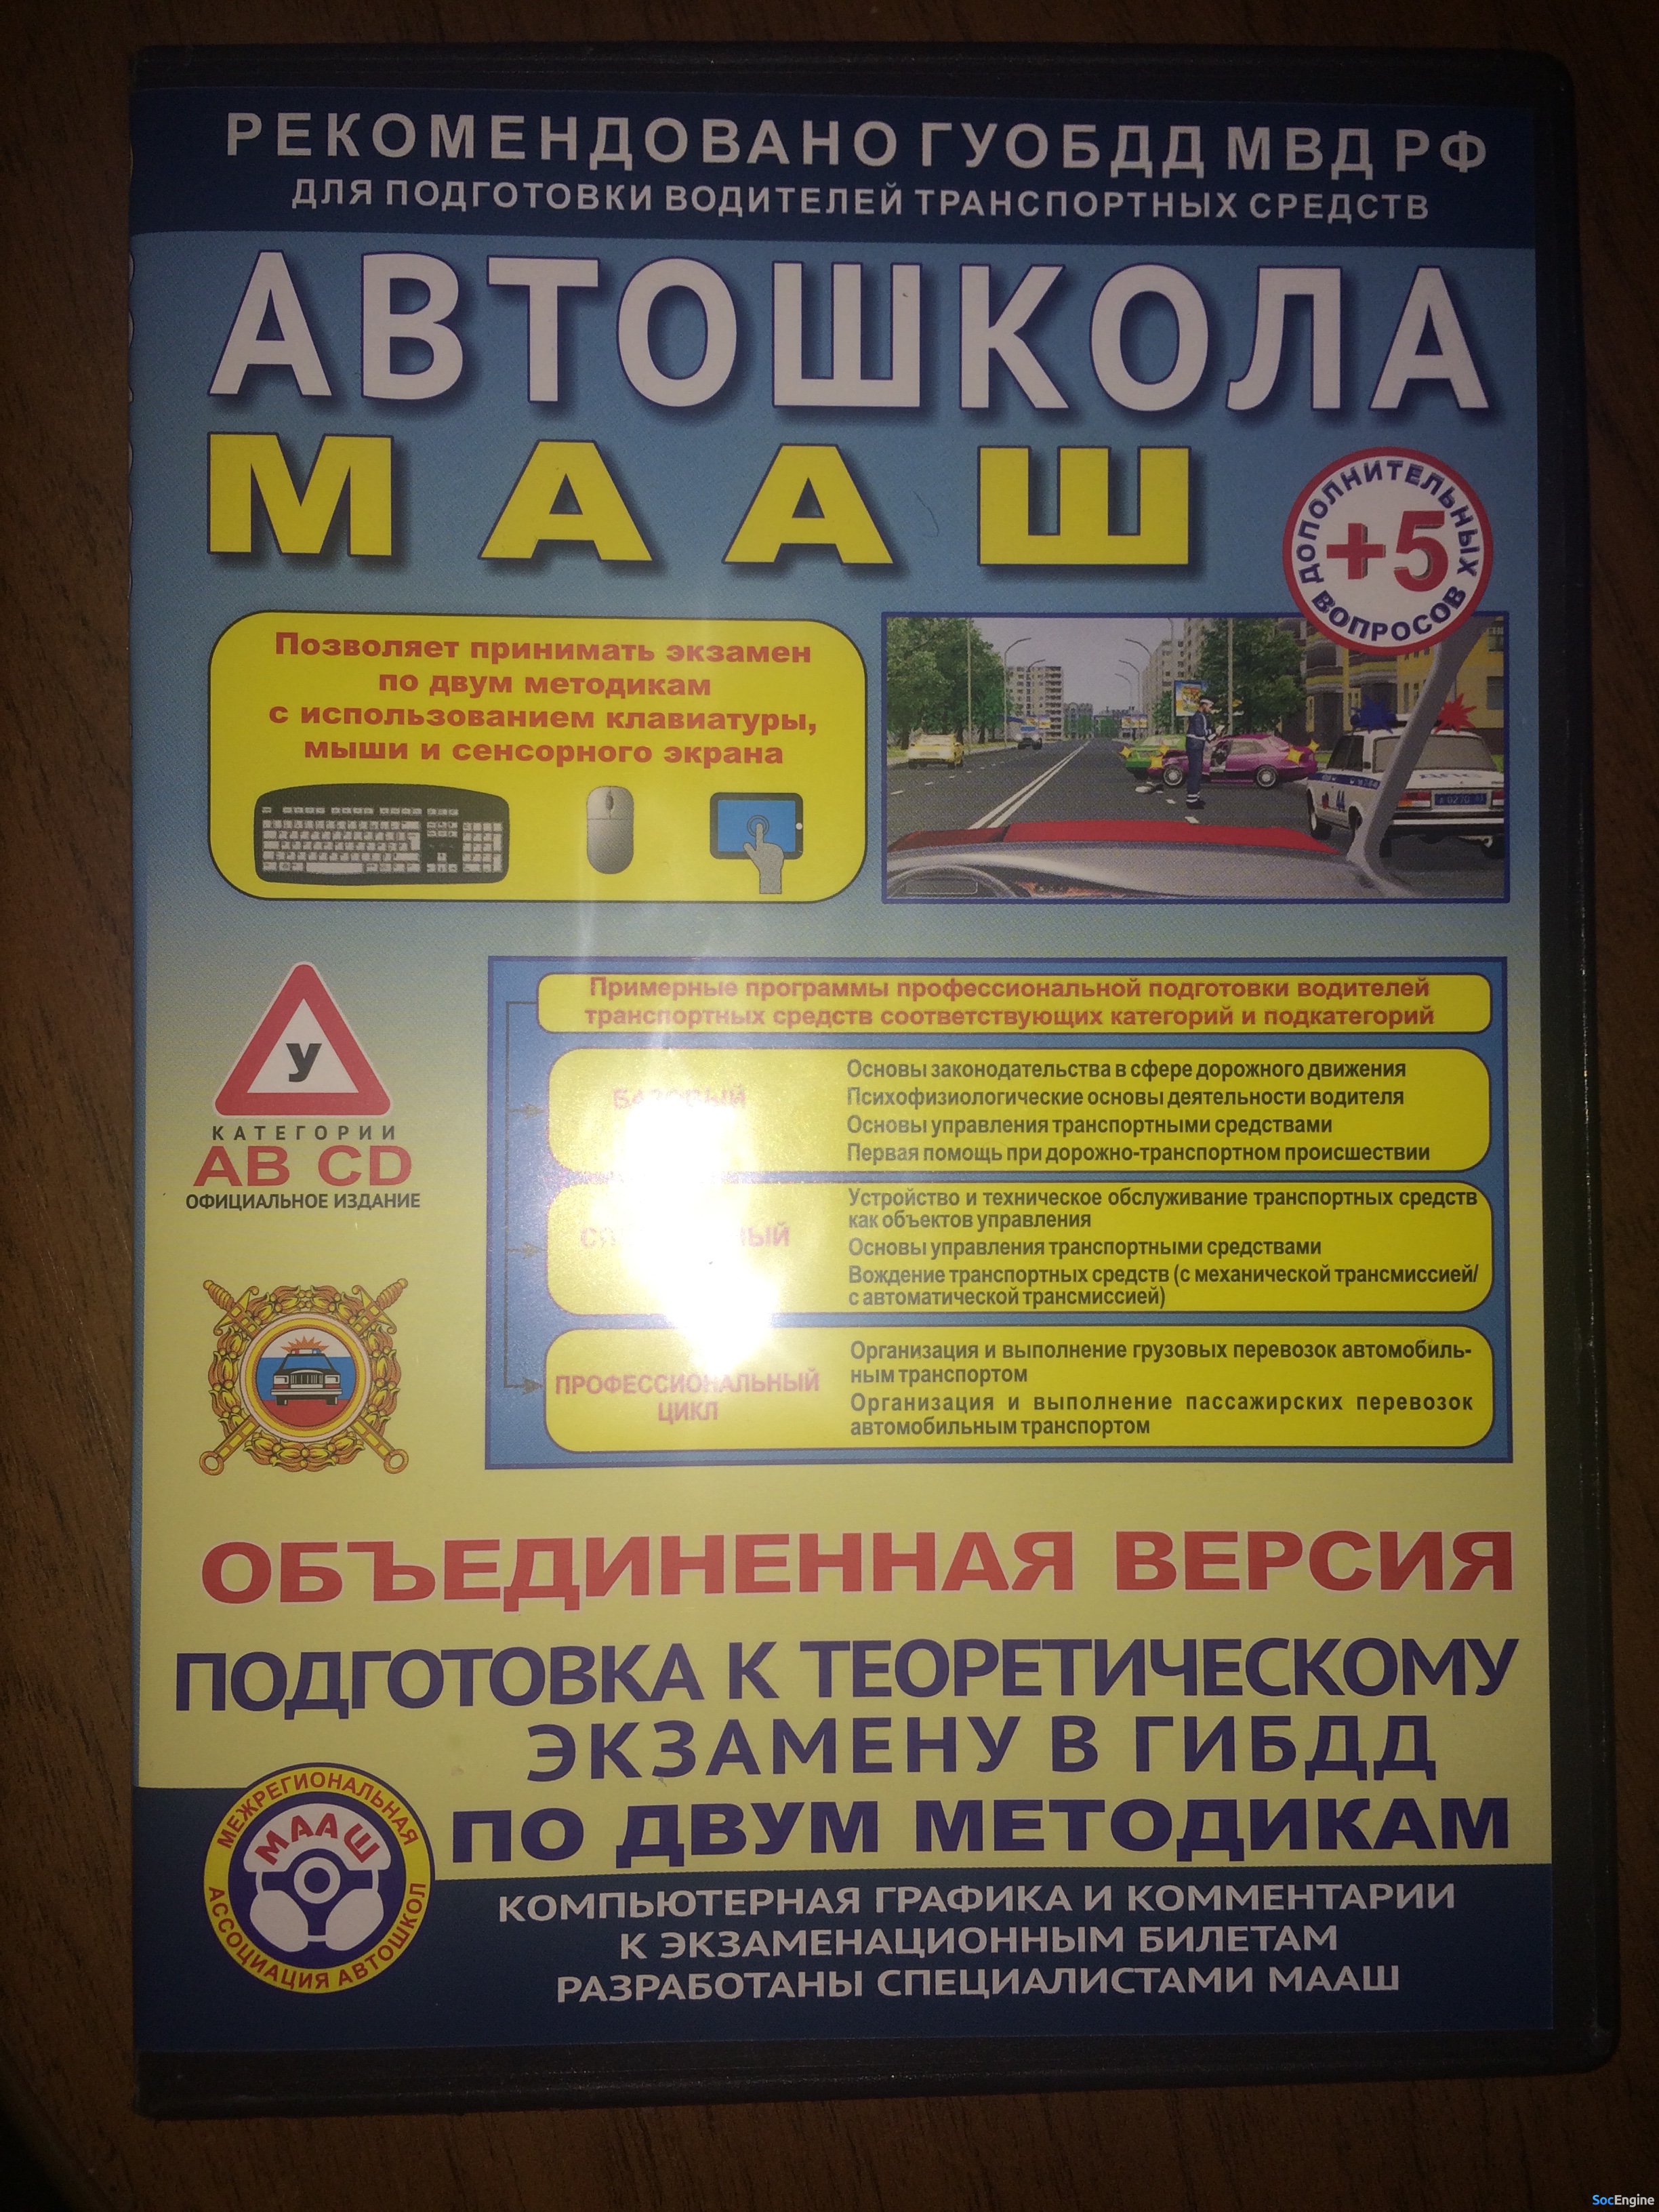 РЕКОМЕНДОВАНО ГУОБДД МВД РФ
ДЛЯ ПОДГОТОВКИ ВОДИТЕЛЕЙ ТРАНСПОРТНЫХ СРЕДСТВ
АВТОШКОЛА
МААШ
ДОПОЛНИТЕЛЬНЫХ
+5
ВОПРОСОВ
Позволяет принимать экзамен
по двум методикам
с использованием клавиатуры,
мыши и сенсорного экрана
У
КАТЕГОРИИ
AB CD
ОФИЦИАЛЬНОЕ ИЗДАНИЕ
Примерные программы профессиональной подготовки водителей
транспортных средств соответствующих категорий и подкатегорий
БАЗОВЫЙ
Основы законодательства в сфере дорожного движения
Психофизиологические основы деятельности водителя
Основы управления транспортными средствами
Первая помощь при дорожно-транспортном происшествии
Устройство и техническое обслуживание транспортных средств
как объектов управления
Основы управления транспортными средствами
Вождение транспортных средств (с механической трансмиссией/
с автоматической трансмиссией)
ПРОФЕССИОНАЛЬНЫЙ
ЦИКЛ
Организация и выполнение грузовых перевозок автомобиль-
ным транспортом
Организация и выполнение пассажирских перевозок
автомобильным транспортом
ОБЪЕДИНЕННАЯ ВЕРСИЯ
ПОДГОТОВКА К ТЕОРЕТИЧЕСКОМУ
ЭКЗАМЕНУ В ГИБДД
ПО ДВУМ МЕТОДИКАМ
МЕЖРЕГИОНАЛЬНАЯ
МААШ
АССОЦИАЦИЯ АВТОШКОЛ
КОМПЬЮТЕРНАЯ ГРАФИКА И КОММЕНТАРИИ
К ЭКЗАМЕНАЦИОННЫМ БИЛЕТАМ
РАЗРАБОТАНЫ СПЕЦИАЛИСТАМИ МААШ
SocEngine